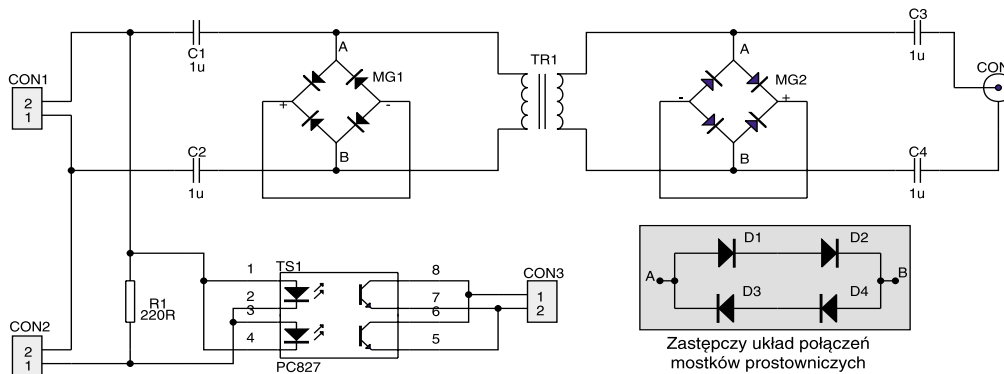 C3
C1
1u
A
TR1
A
1u
CON1
MG1
MG2
CON
2
1
+
-
-
+
C2
B
B
C4
1u
1u
D1
D2
A
B
D3
D4
Zastępczy układ połączeń
mostków prostowniczych
1
TS1
8
CON3
2
7
1
2
3
6
4
5
R1
220R
CON2
2
1
PC827